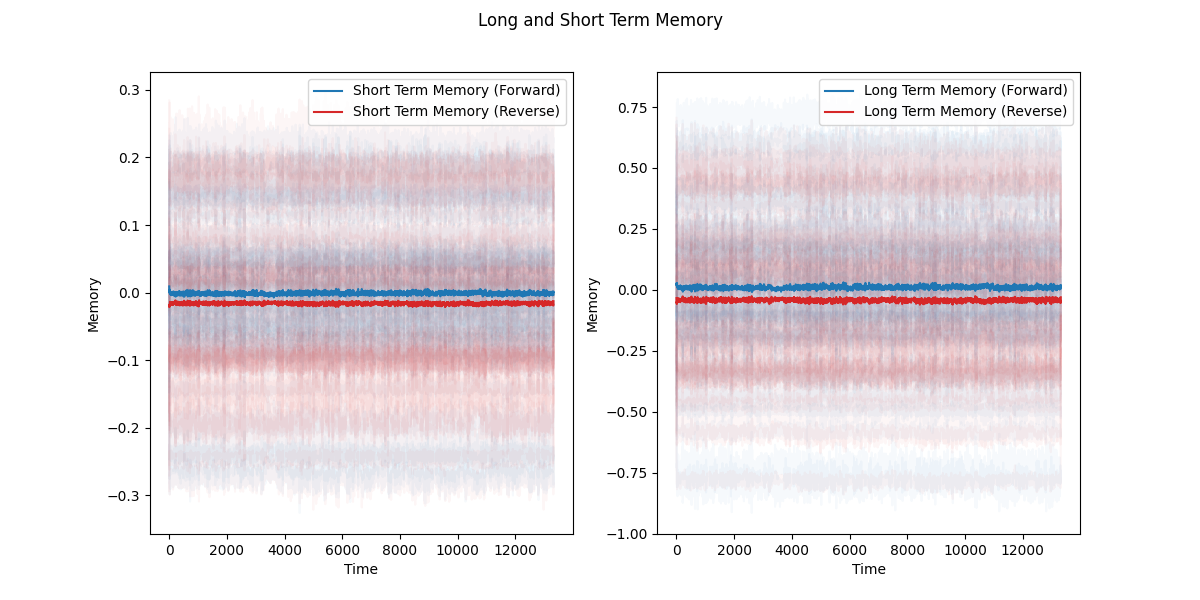 Long and Short Term Memory
Short Term Memory (Forward)
Short Term Memory (Reverse)
0.3
0.2
0.1
0.0
−0.1
−0.2
−0.3
Memory
0 2000 4000 6000 8000 10000 12000
Time
Long Term Memory (Forward)
Long Term Memory (Reverse)
0.75
0.50
0.25
0.00
−0.25
−0.50
−0.75
−1.00
Memory
0 2000 4000 6000 8000 10000 12000
Time